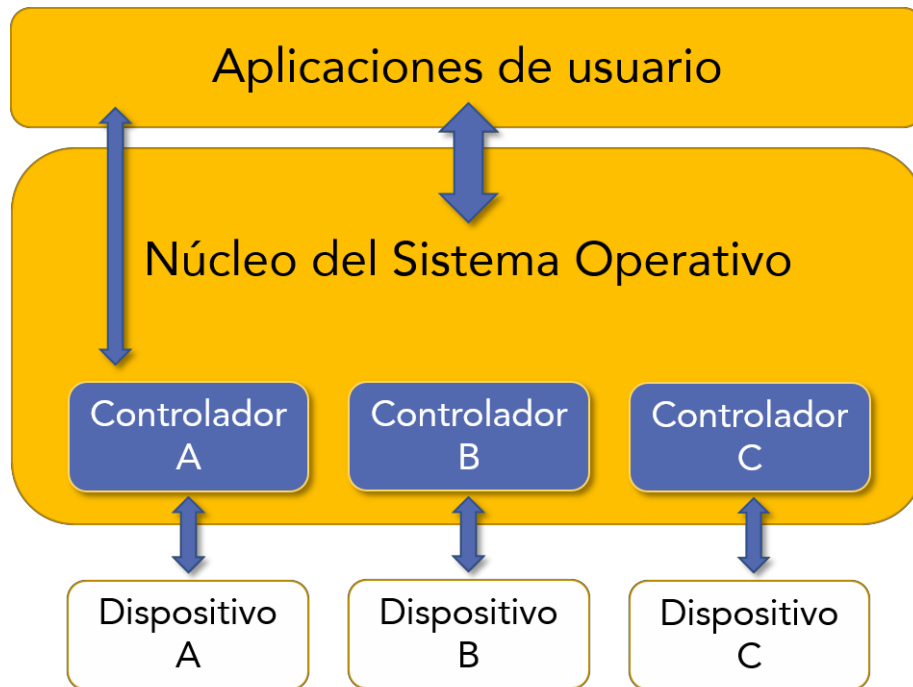 Aplicaciones de usuario
Núcleo del Sistema Operativo
Controlador
A
Controlador
B
Controlador
C
Dispositivo
A
Dispositivo
B
Dispositivo
C